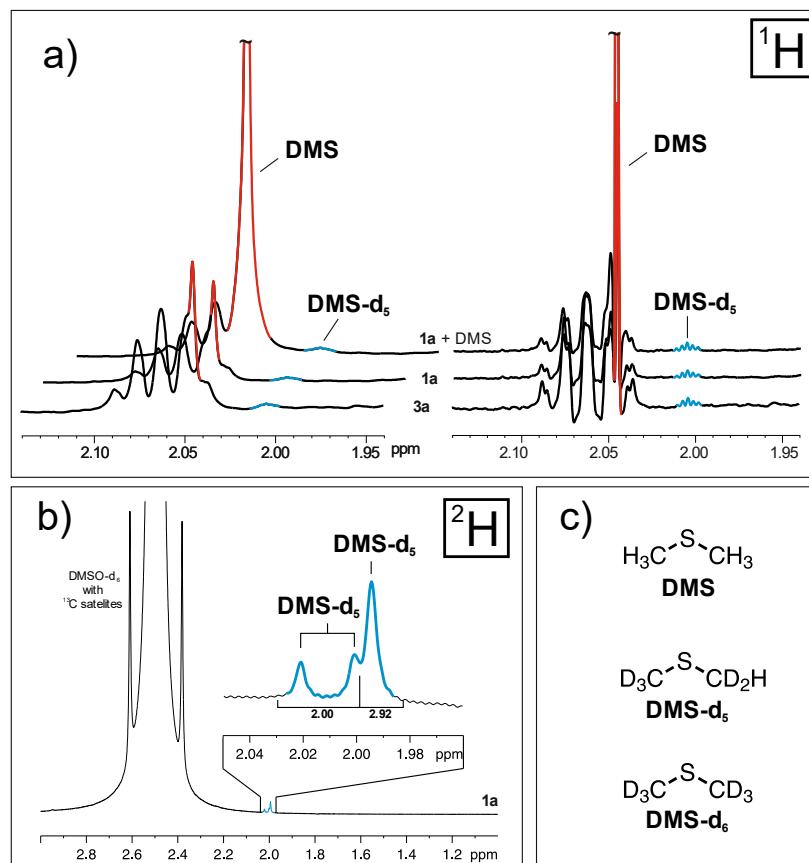 a)
¹H
DMS
DMS
DMS-d₅
DMS-d₅
1a + DMS
1a
3a
2.10
2.05
2.00
1.95
ppm
2.10
2.05
2.00
1.95
ppm
b)
²H
DMSO-d₆
with
¹³C satelites
DMS-d₅
DMS-d₅
2.00
2.92
2.04
2.02
2.00
1.98
ppm
1a
2.8
2.6
2.4
2.2
2.0
1.8
1.6
1.4
1.2
ppm
c)
S
H₃C
CH₃
DMS
S
D₃C
CD₂H
DMS-d₅
S
D₃C
CD₃
DMS-d₆